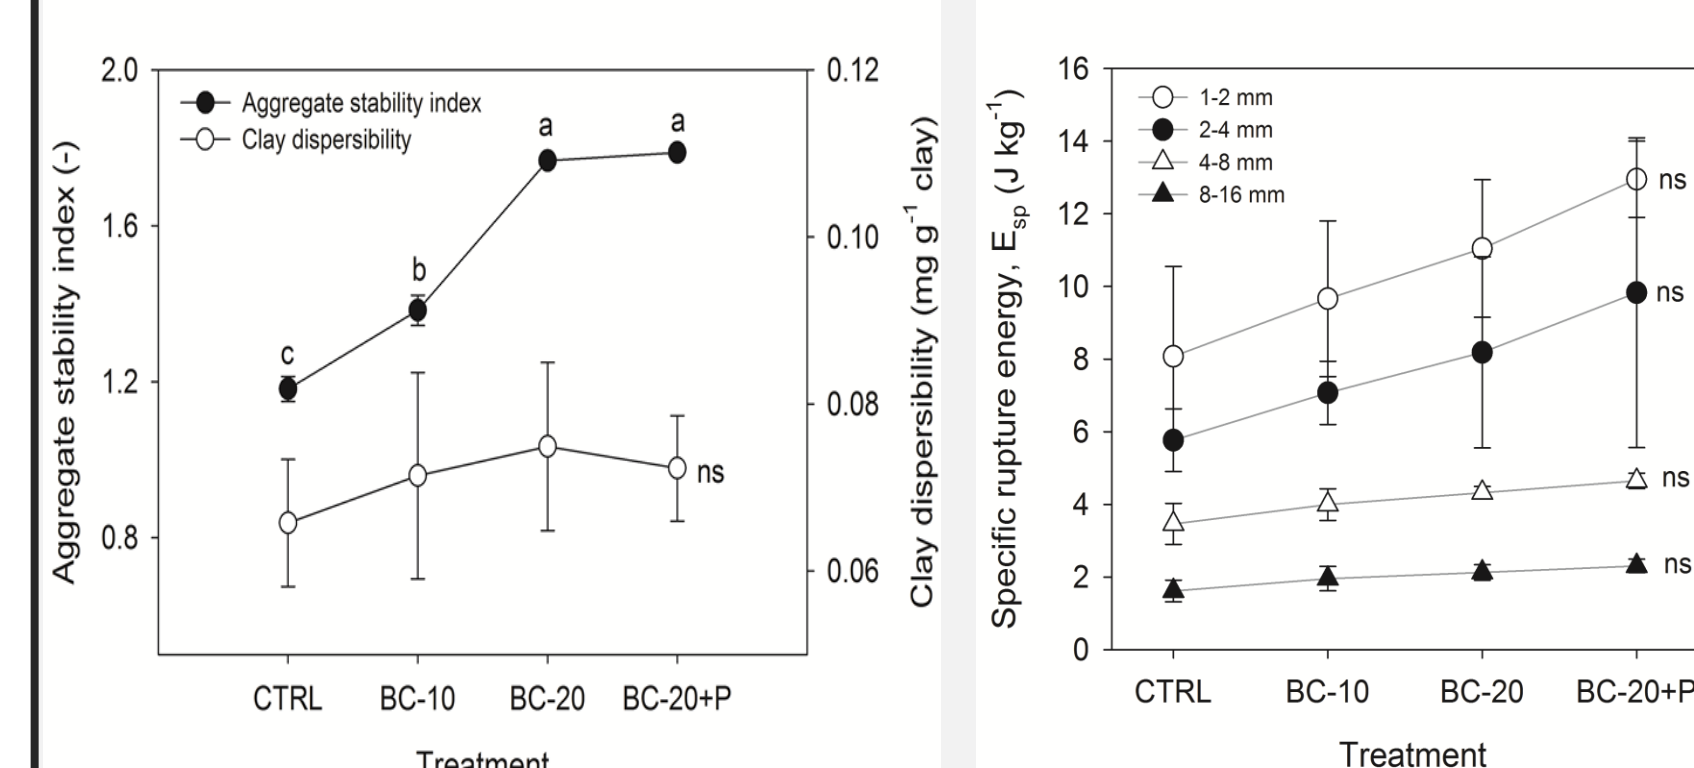 2.0
1.6
1.2
0.8
Aggregate stability index (-)
Aggregate stability index
Clay dispersibility
c
b
a
a
ns
0.12
0.10
0.08
0.06
Clay dispersibility (mg g-1 clay)
CTRL BC-10 BC-20 BC-20+P
Treatment
16
14
12
10
8
6
4
2
0
Specific rupture energy, Esp (J kg-1)
1-2 mm
2-4 mm
4-8 mm
8-16 mm
ns
ns
ns
ns
CTRL BC-10 BC-20 BC-20+P
Treatment